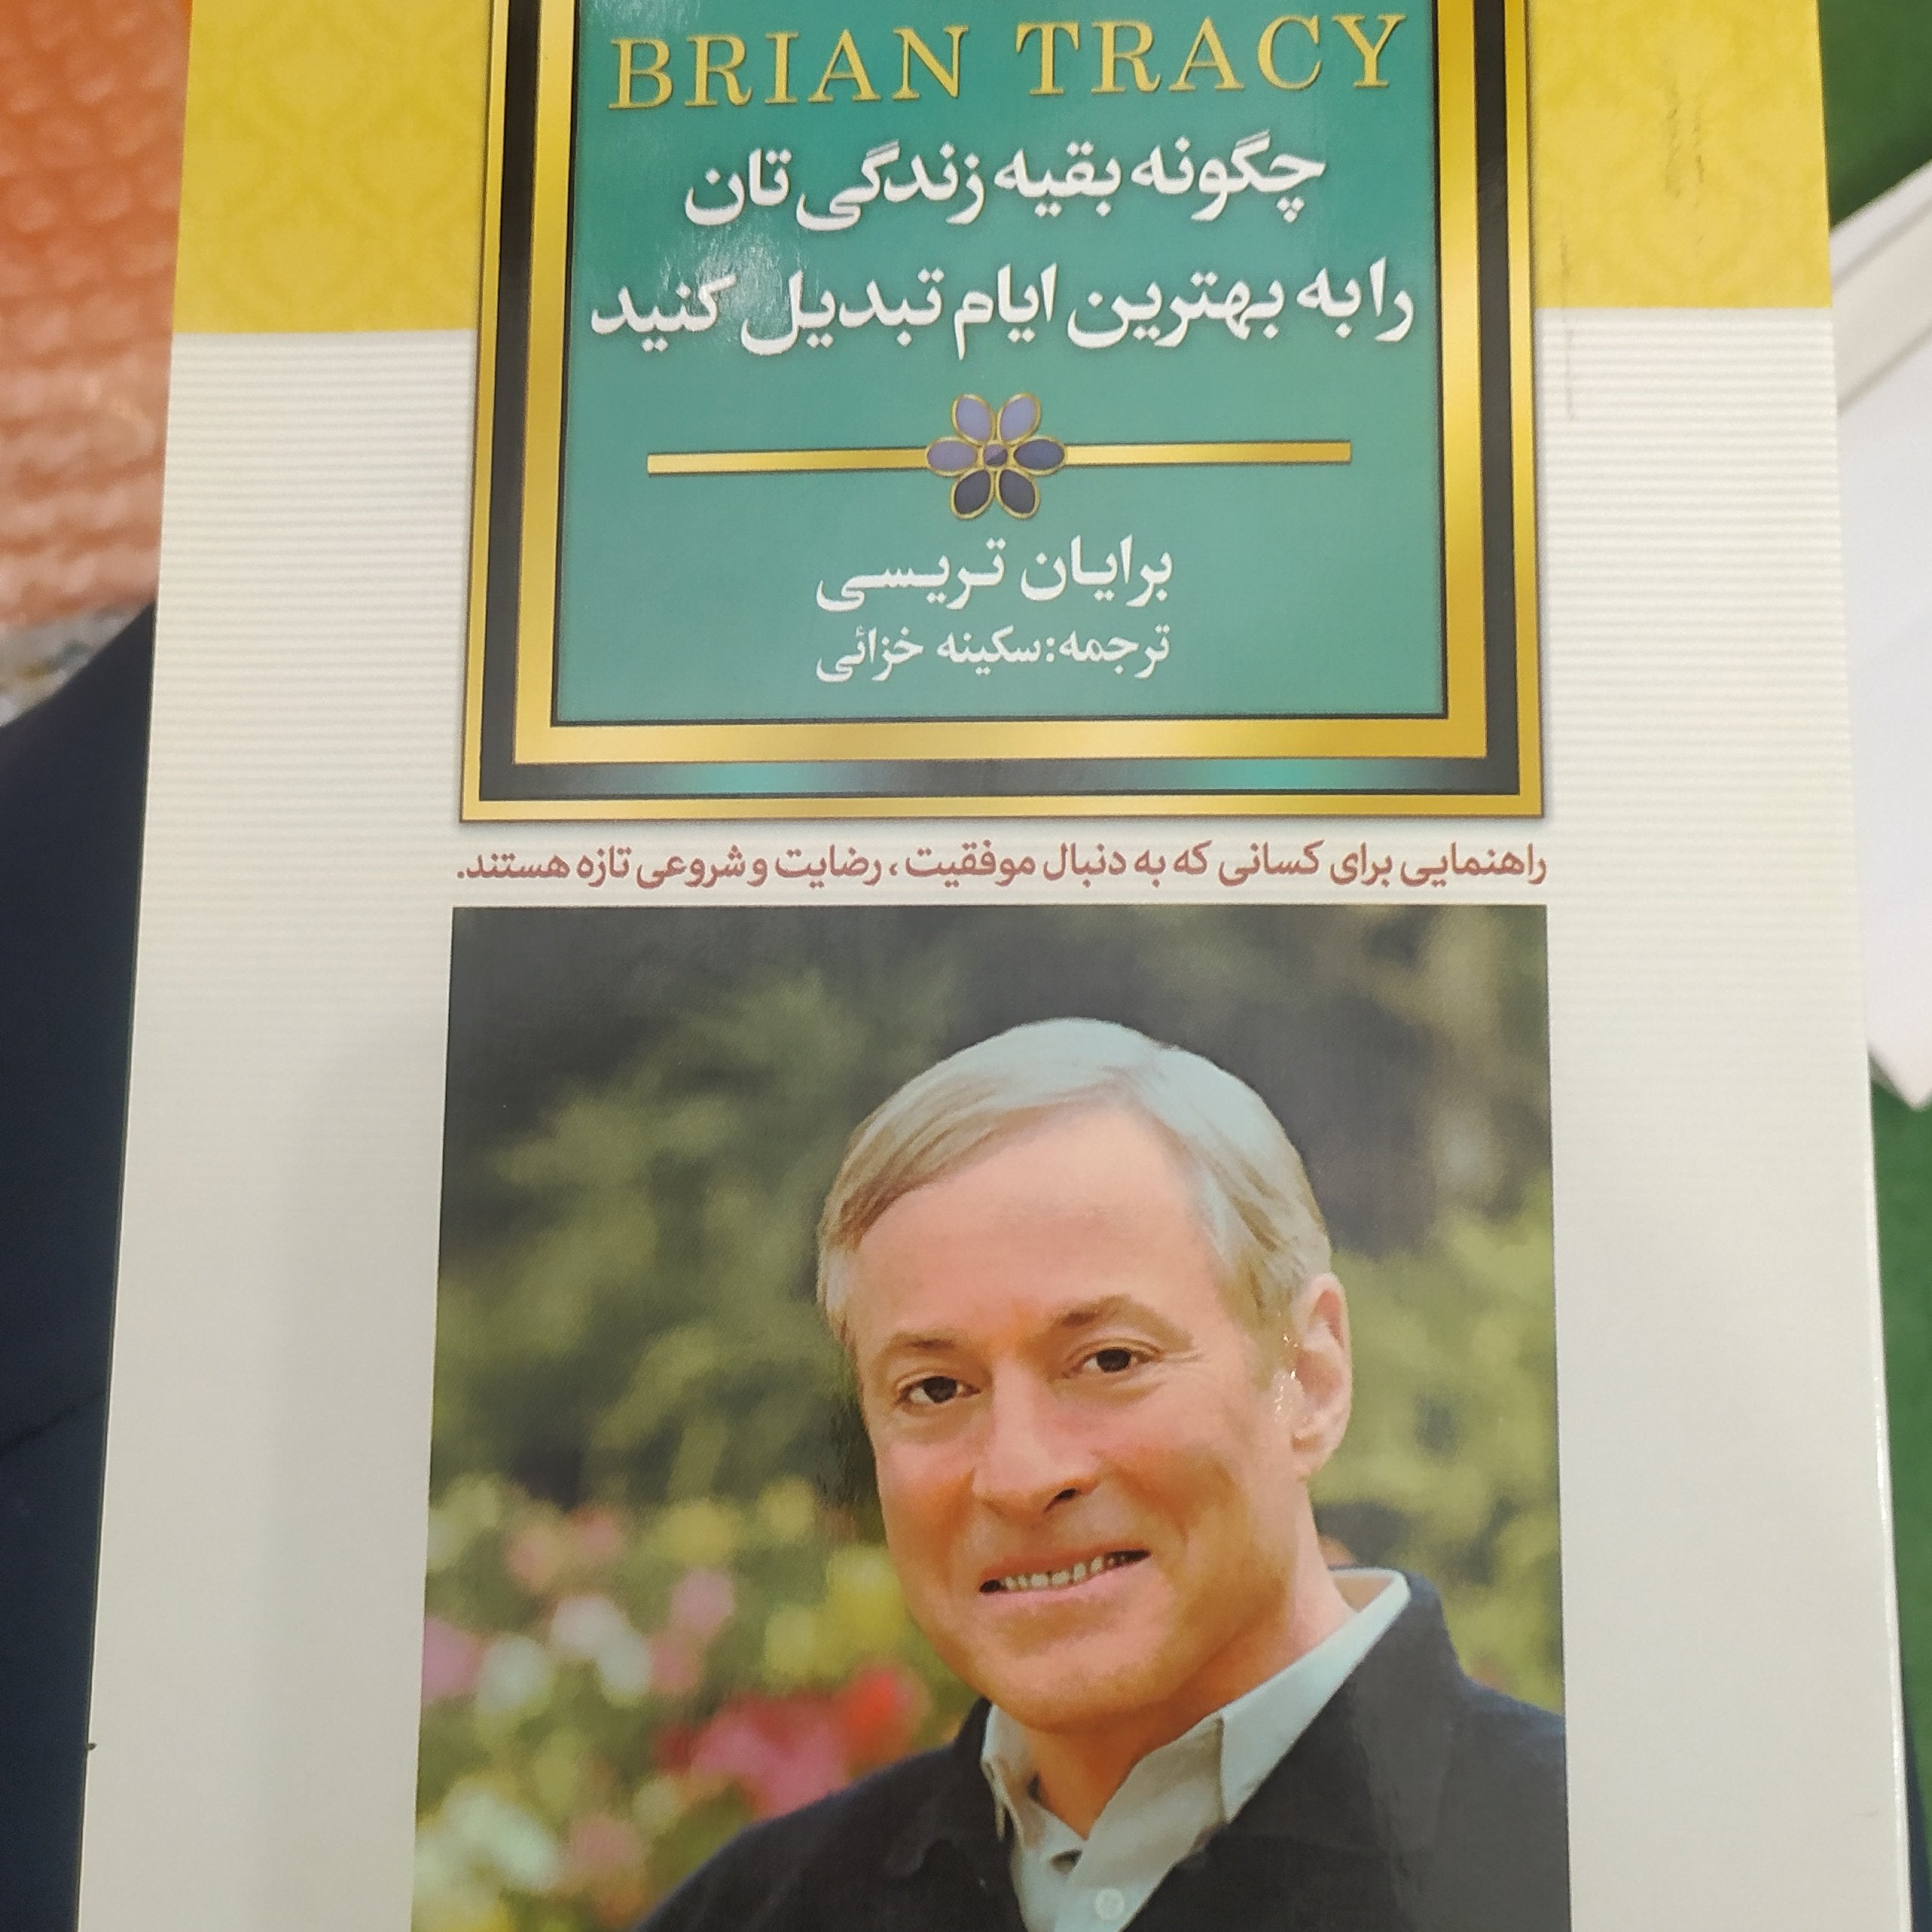 BRIAN TRACY
چگونه بقیه زندگی تان
را به بهترین ایام تبدیل کنید
برایان تریسی
ترجمه: سکینه خزائی
راهنمایی برای کسانی که به دنبال موفقیت، رضایت و شروعی تازه هستند.